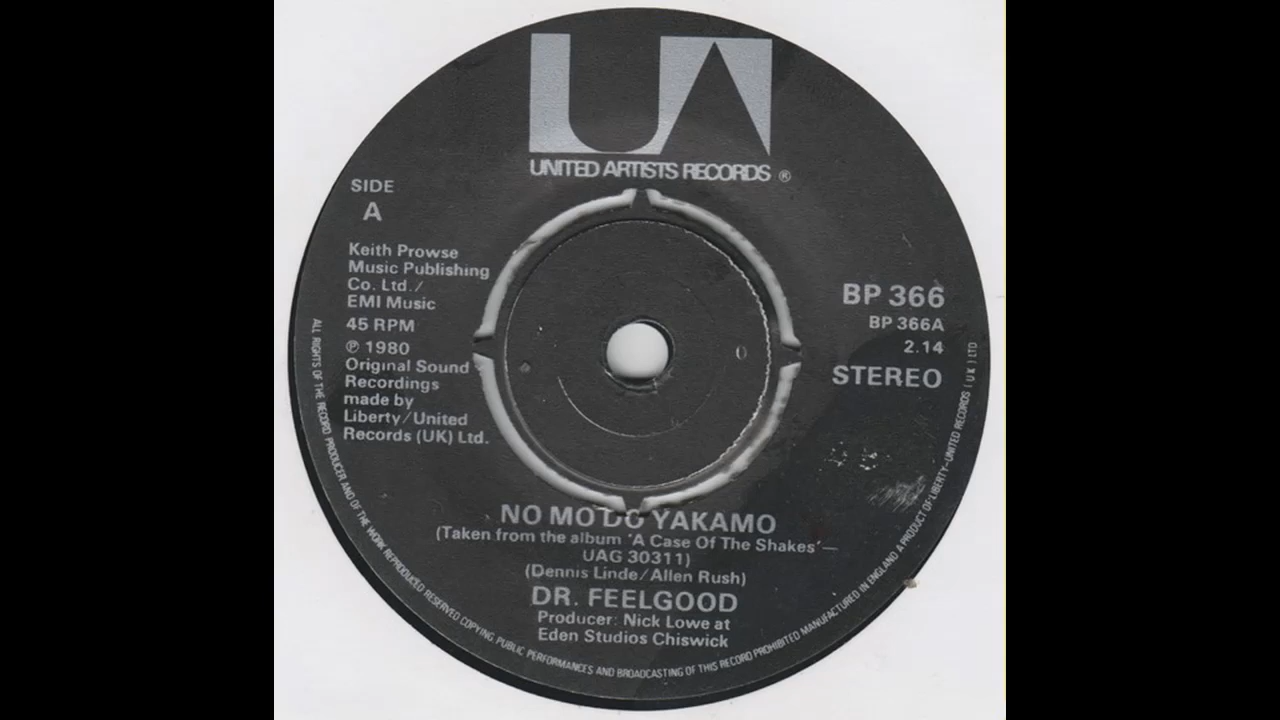 UA
UNITED ARTISTS RECORDS ®
SIDE
A
Keith Prowse
Music Publishing
Co. Ltd./
EMI Music
45 RPM
℗ 1980
Original Sound
Recordings
made by
Liberty/United
Records (UK) Ltd.
BP 366
BP 366A
2.14
STEREO
NO MO DO YAKAMO
(Taken from the album 'A Case Of The Shakes'—
UAG 30311)
(Dennis Linde/Allen Rush)
DR. FEELGOOD
Producer: Nick Lowe at
Eden Studios Chiswick
ALL RIGHTS OF THE RECORD PRODUCER AND OF THE WORK REPRODUCED RESERVED COPYING PUBLIC PERFORMANCES AND BROADCASTING OF THIS RECORD PROHIBITED MANUFACTURED IN ENGLAND A PRODUCT OF LIBERTY-UNITED RECORDS (UK) LTD